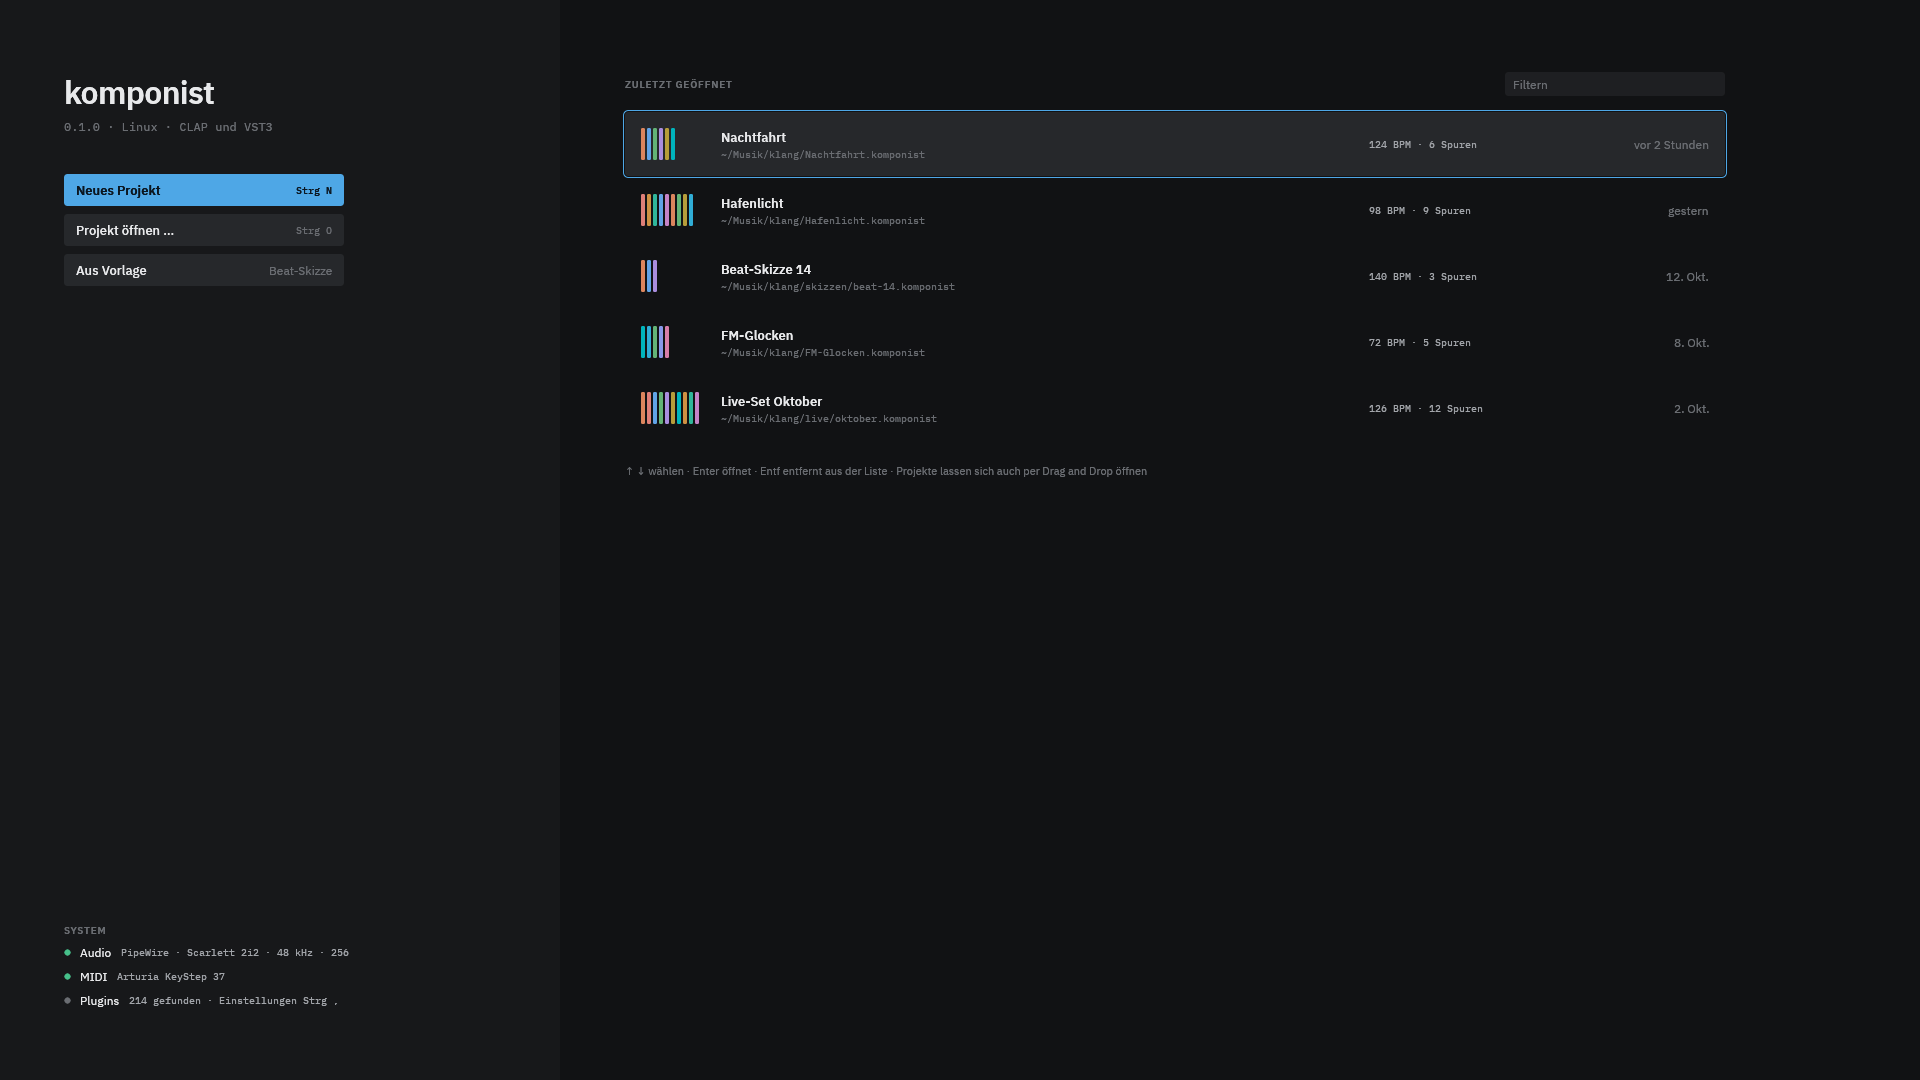 komponist
0.1.0 · Linux · CLAP und VST3
Neues Projekt Strg N
Projekt öffnen … Strg O
Aus Vorlage Beat-Skizze
SYSTEM
Audio PipeWire · Scarlett 2i2 · 48 kHz · 256
MIDI Arturia KeyStep 37
Plugins 214 gefunden · Einstellungen Strg ,
ZULETZT GEÖFFNET Filtern
Nachtfahrt
~/Musik/klang/Nachtfahrt.komponist
124 BPM · 6 Spuren vor 2 Stunden
Hafenlicht
~/Musik/klang/Hafenlicht.komponist
98 BPM · 9 Spuren gestern
Beat-Skizze 14
~/Musik/klang/skizzen/beat-14.komponist
140 BPM · 3 Spuren 12. Okt.
FM-Glocken
~/Musik/klang/FM-Glocken.komponist
72 BPM · 5 Spuren 8. Okt.
Live-Set Oktober
~/Musik/klang/live/oktober.komponist
126 BPM · 12 Spuren 2. Okt.
↑ ↓ wählen · Enter öffnet · Entf entfernt aus der Liste · Projekte lassen sich auch per Drag and Drop öffnen